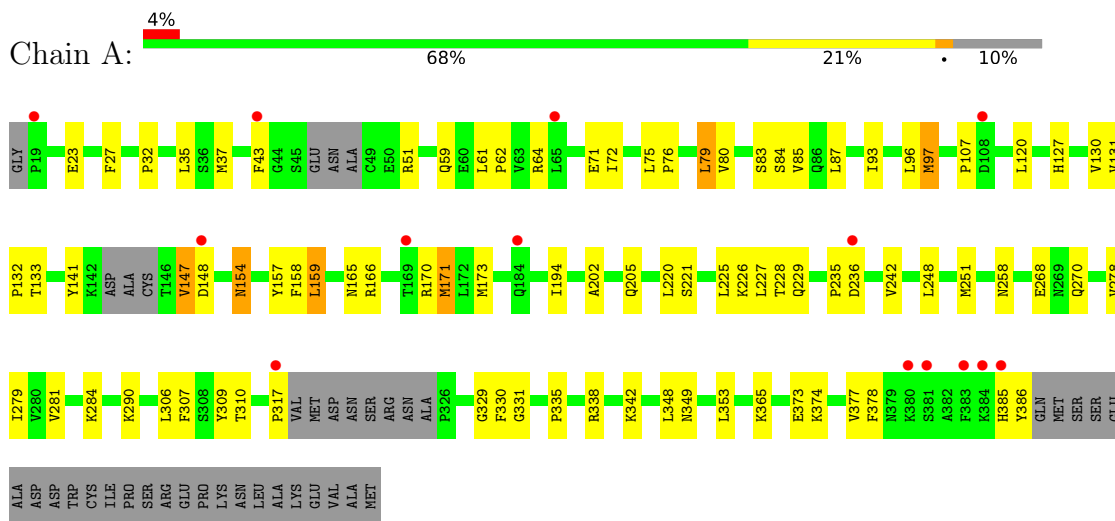 4%
Chain A:
68% 21% • 10%
GLY P19 E23 F27 P32 L35 S36 M37 F43 G44 S45 GLU ASN ALA C49 E50 R51 Q59 E60 L61 P62 V63 R64 L65 E71 I72 L75 P76 L79 V80 S83 S84 V85 Q86 L87 I93 L96 M97 P107 D108 L120 H127 V130
P132 T133 Y141 K142 ASP ALA CYS T146 V147 D148 N154 Y157 F158 L159 N165 R166 T169 R170 M171 L172 M173 Q184 I194 A202 Q205 L220 S221 L225 K226 L227 T228 Q229 P235 D236 V242 L248 M251 N258 E268 N269 Q270
I279 V280 V281 K284 K290 L306 F307 S308 Y309 T310 P317 VAL MET ASP ASN SER ARG ASN ALA P326 G329 F330 G331 P335 R338 K342 L348 N349 L353 K365 E373 K374 V377 F378 N379 K380 S381 A382 F383 K384 H385 Y386 GLN MET SER SER GLU
ALA ASP ASP TRP CYS ILE PRO SER ARG GLU PRO LYS ASN LEU ALA LYS GLU VAL ALA MET